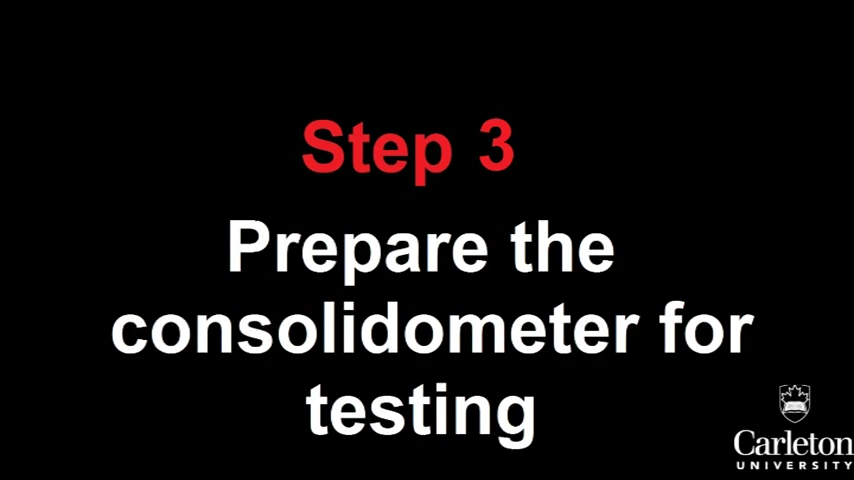 Step 3
Prepare the
consolidometer for
testing
Carleton
UNIVERSITY